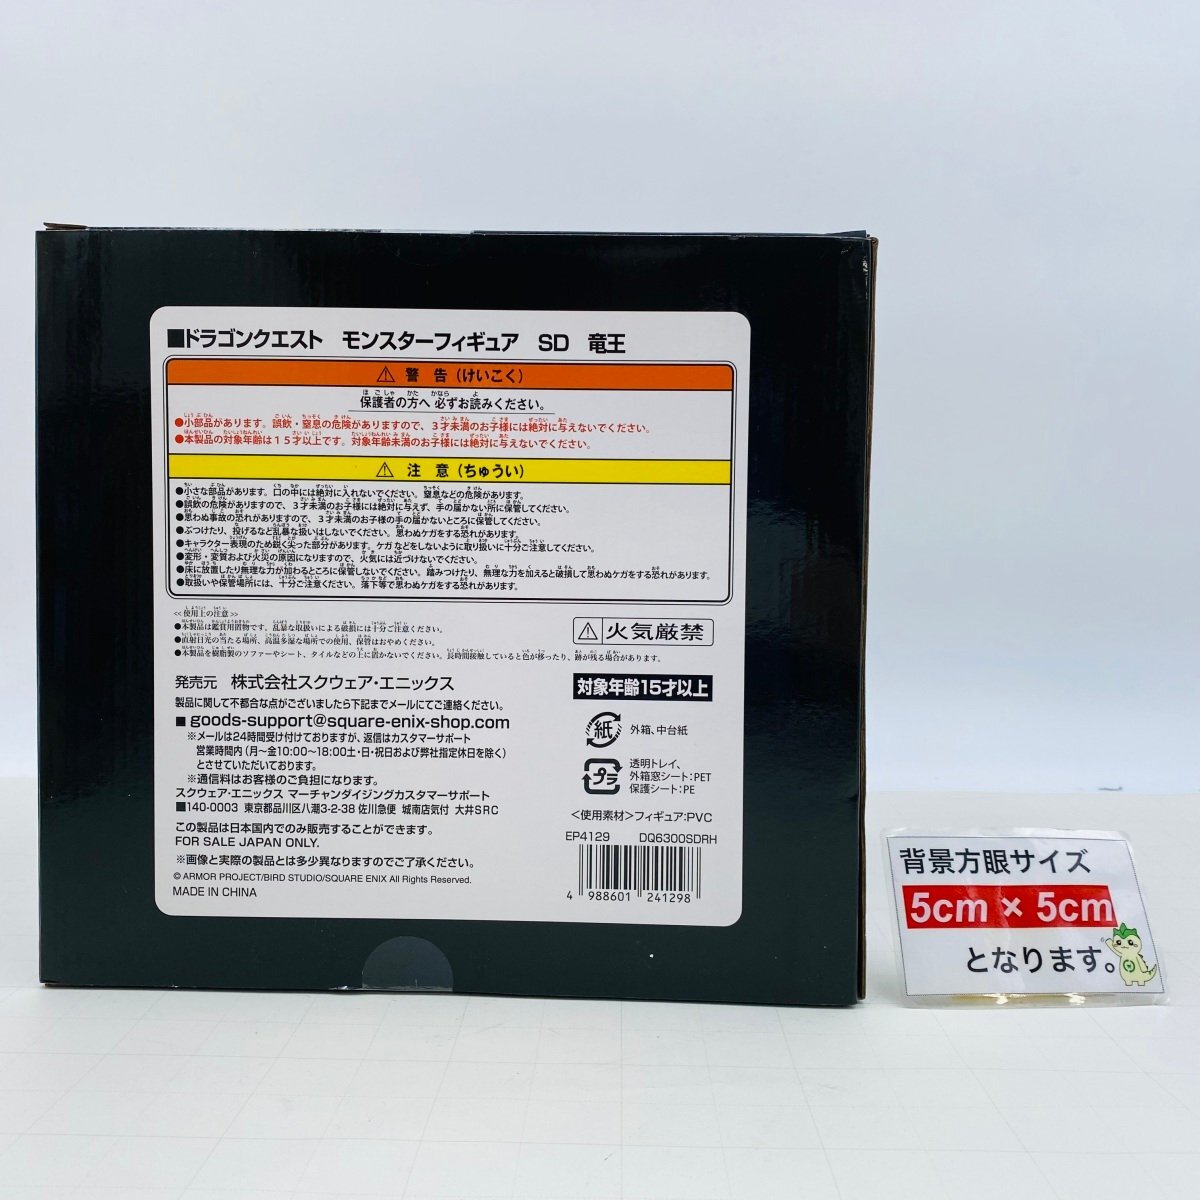 ■ドラゴンクエスト モンスターフィギュア SD 竜王
⚠ 警告(けいこく)
保護者の方へ 必ずお読みください。
●小部品があります。誤飲・窒息の危険がありますので、3才未満のお子様には絶対に与えないでください。
●本製品の対象年齢は15才以上です。対象年齢未満のお子様には絶対に与えないでください。
⚠ 注意(ちゅうい)
●小さな部品があります。口の中には絶対に入れないでください。窒息などの危険があります。
●誤飲の危険がありますので、3才未満のお子様には絶対に与えず、手の届かない所に保管してください。
●思わぬ事故の恐れがありますので、3才未満のお子様の手の届かないところに保管してください。
●ぶつけたり、投げるなど乱暴な扱いはしないでください。思わぬケガをする恐れがあります。
●キャラクター表現のため鋭く尖った部分があります。ケガなどをしないように取り扱いに十分ご注意してください。
●変形・変質および火災の原因になりますので、火気には近づけないでください。
●床に放置したり無理な力が加わるところに保管しないでください。踏みつけたり、無理な力を加えると破損して思わぬケガをする恐れがあります。
●取扱いや保管場所には、十分ご注意ください。落下等で思わぬケガをする恐れがあります。
<<使用上の注意>>
●本製品は鑑賞用置物です。乱暴な取扱いによる破損には十分ご注意ください。
●直射日光の当たる場所、高温多湿な場所での使用、保管はおやめください。
●本製品を樹脂製のソファーやシート、タイルなどの上に置かないでください。長時間接触していると色が移ったり、跡が残る場合があります。
⚠火気厳禁
発売元 株式会社スクウェア・エニックス
製品に関して不都合な点がございましたら下記までメールにてご連絡ください。
■ goods-support@square-enix-shop.com
※メールは24時間受け付けておりますが、返信はカスタマーサポート
営業時間内(月〜金10:00〜18:00土・日・祝日および弊社指定休日を除く)
とさせていただいております。
※通信料はお客様のご負担になります。
スクウェア・エニックス マーチャンダイジングカスタマーサポート
■140-0003 東京都品川区八潮3-2-38 佐川急便 城南店気付 大井SRC
この製品は日本国内でのみ販売することができます。
FOR SALE JAPAN ONLY.
※画像と実際の製品とは多少異なりますのでご了承ください。
© ARMOR PROJECT/BIRD STUDIO/SQUARE ENIX All Rights Reserved.
MADE IN CHINA
対象年齢15才以上
紙 外箱、中台紙
プラ 透明トレイ、
外箱窓シート:PET
保護シート:PE
<使用素材>フィギュア:PVC
EP4129 DQ6300SDRH
4 988601 241298
背景方眼サイズ
5cm × 5cm
となります。